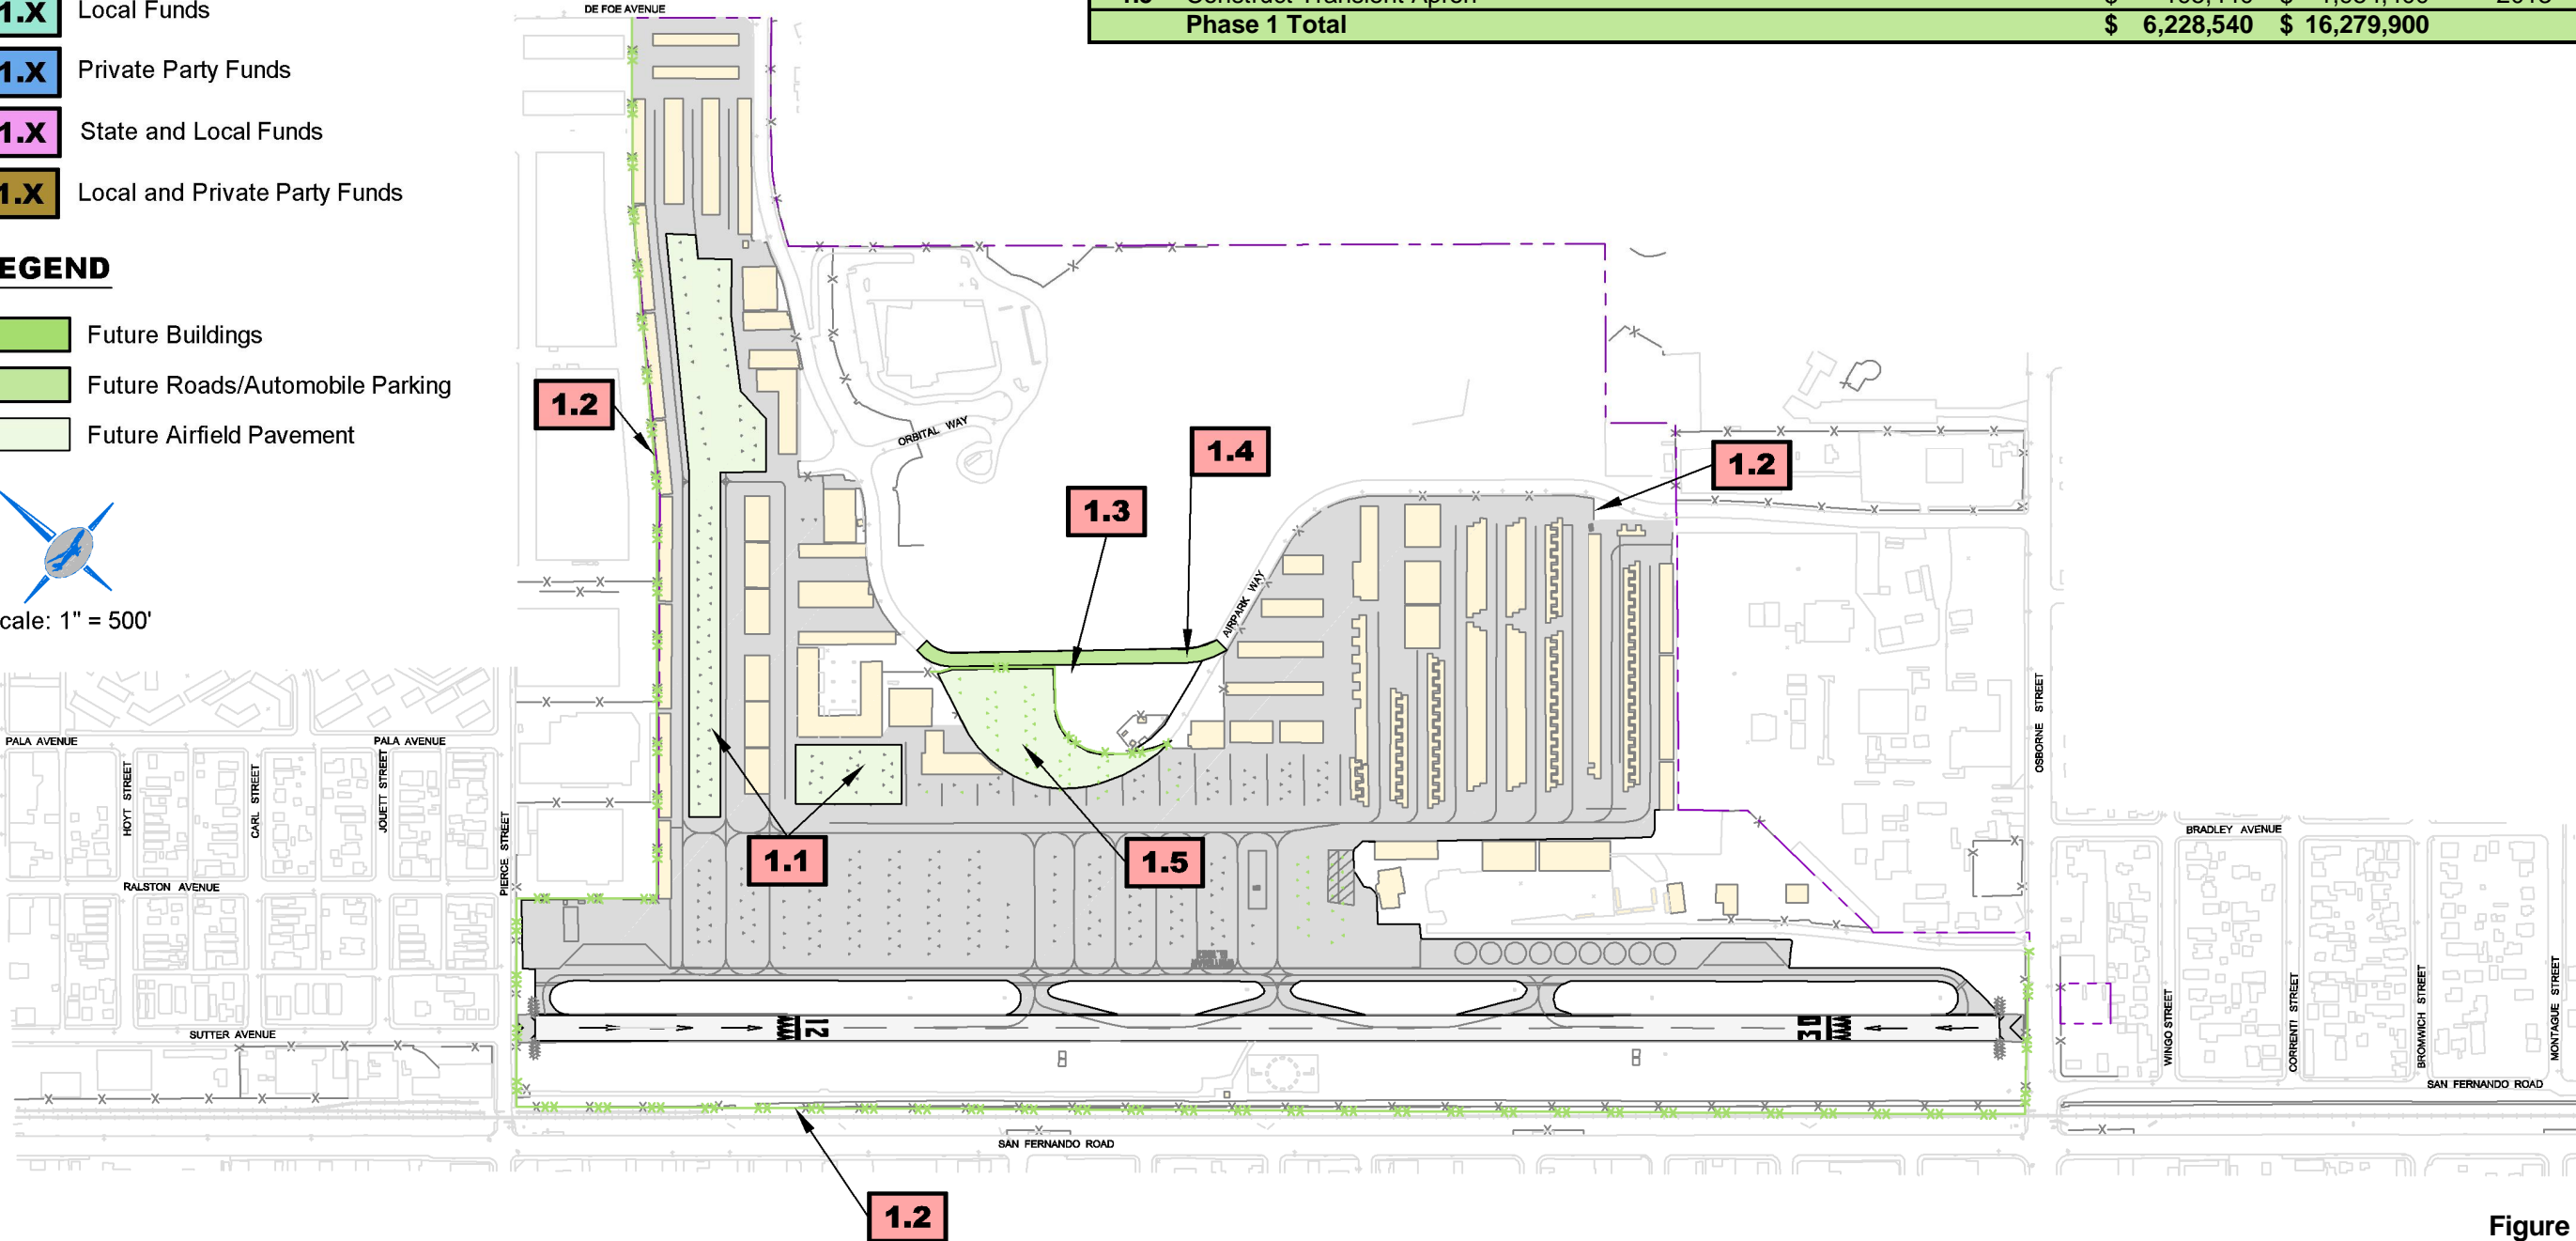 DE FOE AVENUE
Phase 1 Total $ 6,228,540 $ 16,279,900
1.X Local Funds
1.X Private Party Funds
1.X State and Local Funds
1.X Local and Private Party Funds
EGEND
Future Buildings
Future Roads/Automobile Parking
Future Airfield Pavement
cale: 1" = 500'
1.2
ORBITAL WAY
1.4
1.3
1.2
AIRPARK WAY
OSBORNE STREET
PALA AVENUE
PALA AVENUE
HOYT STREET
CARL STREET
JOUETT STREET
PIERCE STREET
1.1
1.5
BRADLEY AVENUE
RALSTON AVENUE
12
30
SUTTER AVENUE
WINGO STREET
CORRENTI STREET
BROMWICH STREET
MONTAGUE STREET
SAN FERNANDO ROAD
SAN FERNANDO ROAD
1.2
Figure